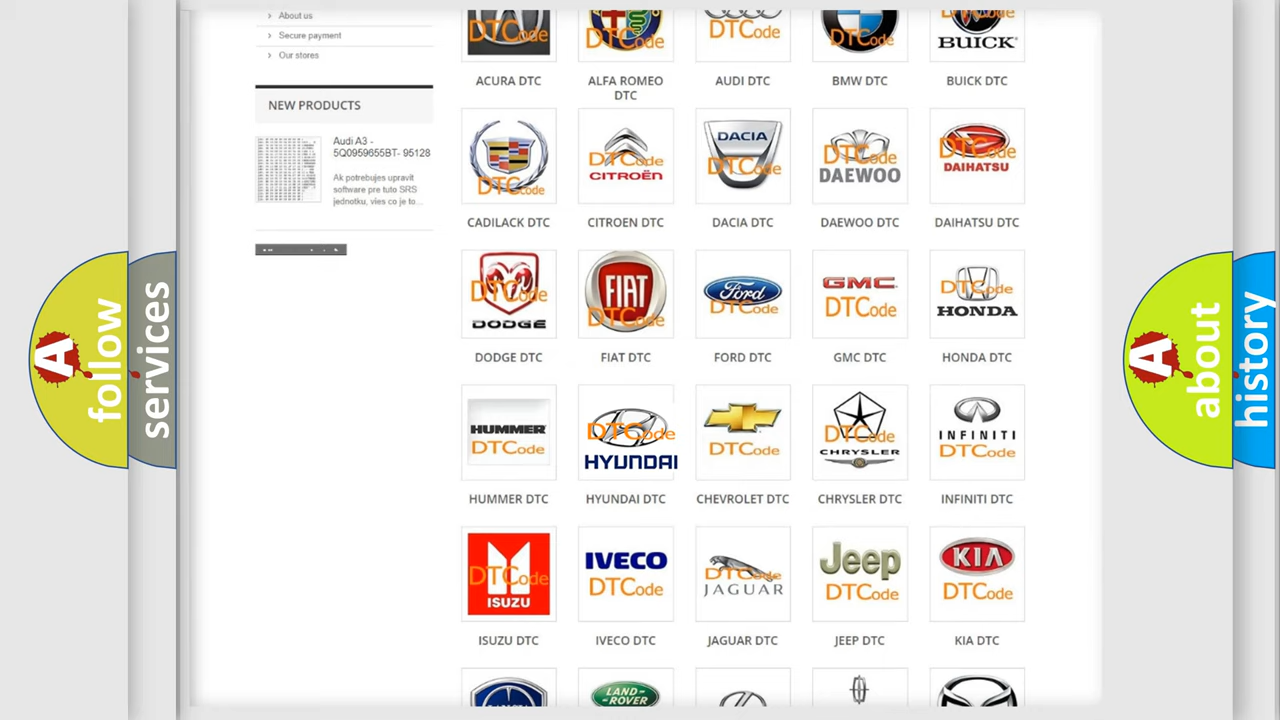 About us
Secure payment
Our stores
NEW PRODUCTS
Audi A3 -
5Q0959655BT- 95128
Ak potrebujes upravit
software pre tuto SRS
jednotku, vies co je to...
DTCode
DTCode
DTCode
DTCode
DTCode
BUICK
ACURA DTC
ALFA ROMEO
DTC
AUDI DTC
BMW DTC
BUICK DTC
DTCode
DTCode
CITROËN
DACIA
DTCode
DTCode
DAEWOO
DTCode
DAIHATSU
CADILACK DTC
CITROEN DTC
DACIA DTC
DAEWOO DTC
DAIHATSU DTC
DTCode
DODGE
FIAT
DTCode
Ford
DTCode
GMC
DTCode
DTCode
HONDA
DODGE DTC
FIAT DTC
FORD DTC
GMC DTC
HONDA DTC
HUMMER
DTCode
DTCode
HYUNDAI
DTCode
DTCode
CHRYSLER
INFINITI
DTCode
HUMMER DTC
HYUNDAI DTC
CHEVROLET DTC
CHRYSLER DTC
INFINITI DTC
DTCode
ISUZU
IVECO
DTCode
DTCode
JAGUAR
Jeep
DTCode
KIA
DTCode
ISUZU DTC
IVECO DTC
JAGUAR DTC
JEEP DTC
KIA DTC
LAND-
ROVER
A
follow
services
A
about
history